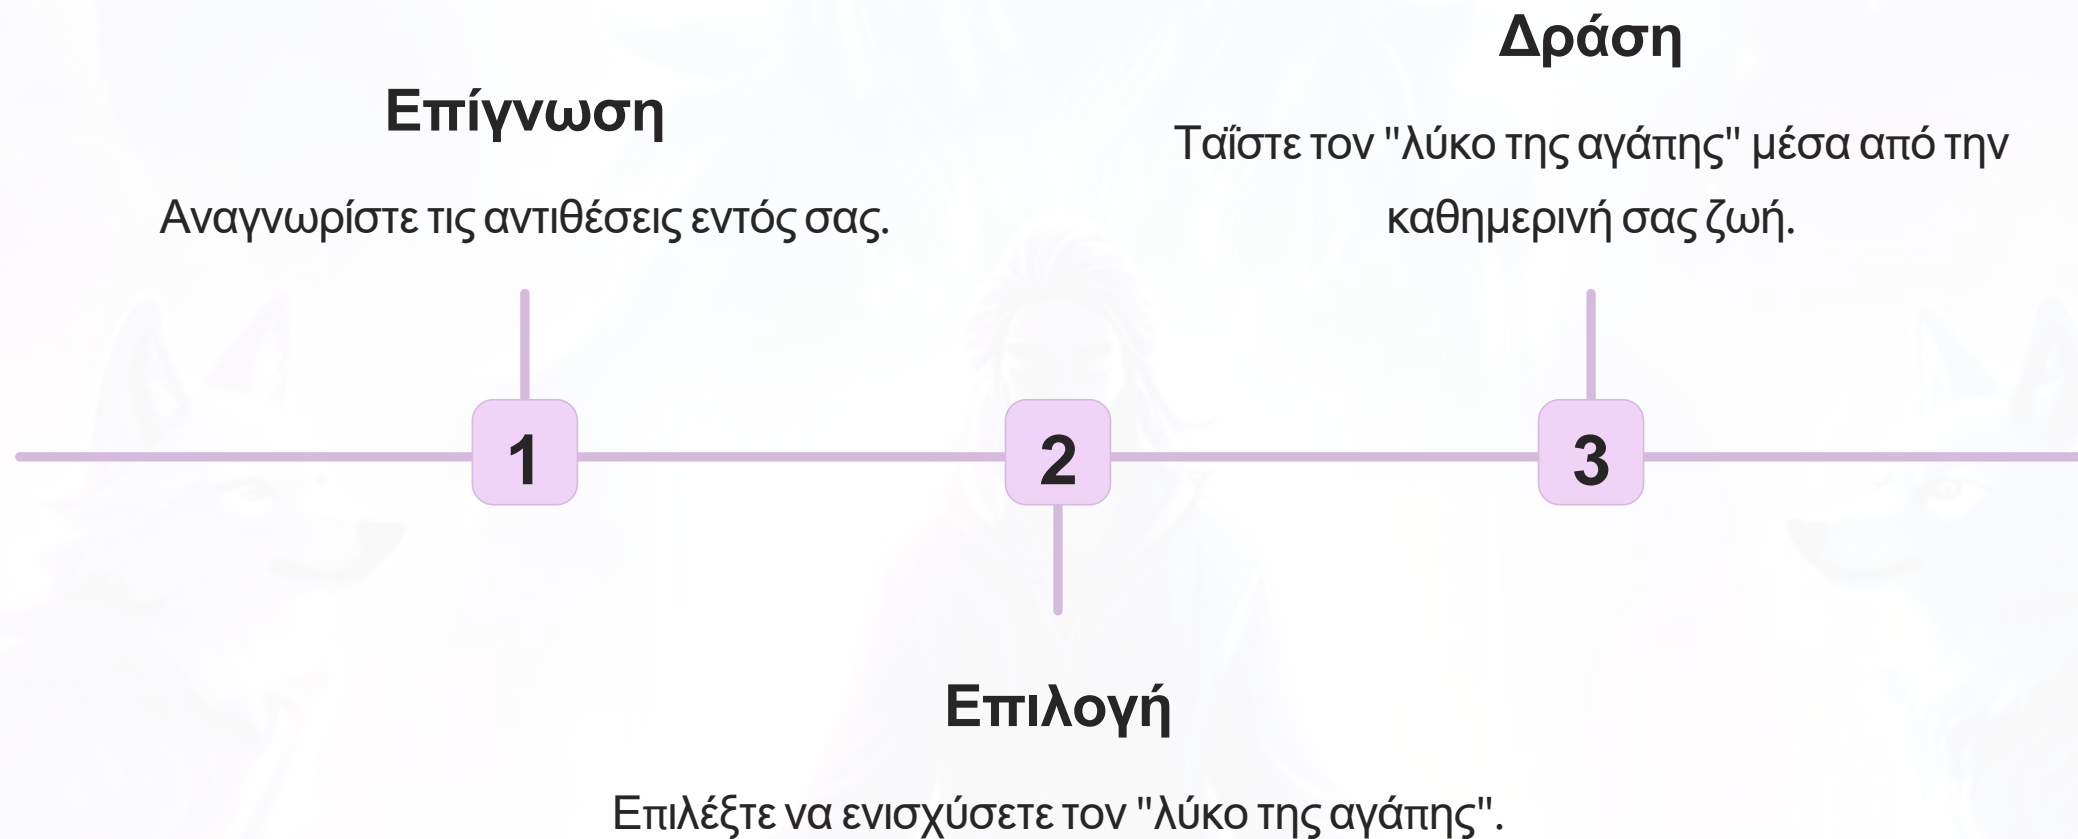 Επίγνωση
Αναγνωρίστε τις αντιθέσεις εντός σας.
1
2
Επιλογή
Επιλέξτε να ενισχύσετε τον "λύκο της αγάπης".
Δράση
Ταΐστε τον "λύκο της αγάπης" μέσα από την
καθημερινή σας ζωή.
3